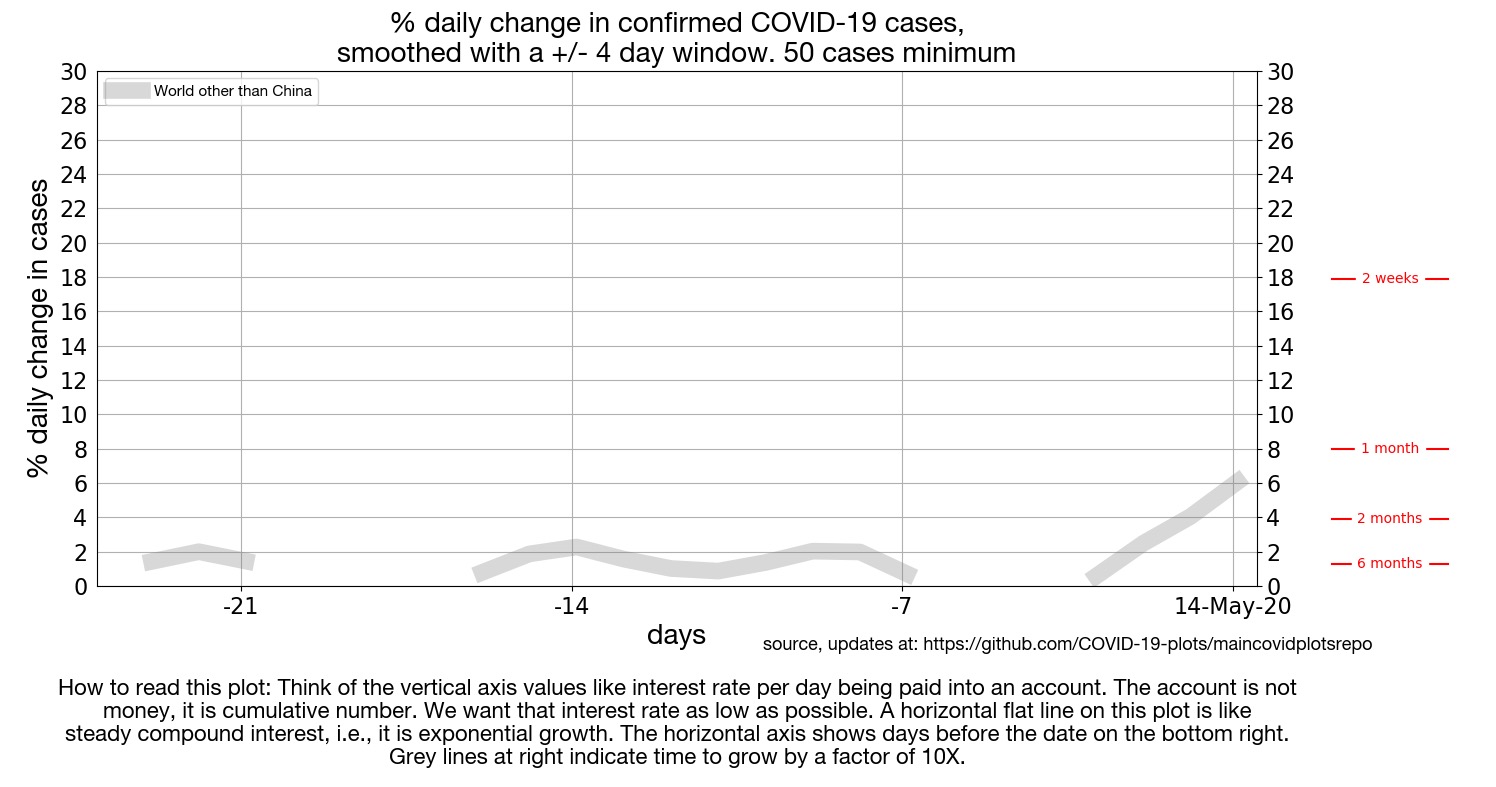 % daily change in confirmed COVID-19 cases,
smoothed with a +/- 4 day window. 50 cases minimum
World other than China
% daily change in cases
30
28
26
24
22
20
18
16
14
12
10
8
6
4
2
0
30
28
26
24
22
20
18
16
14
12
10
8
6
4
2
0
2 weeks
1 month
2 months
6 months
-21
-14
-7
14-May-20
days
source, updates at: https://github.com/COVID-19-plots/maincovidplotsrepo
How to read this plot: Think of the vertical axis values like interest rate per day being paid into an account. The account is not
money, it is cumulative number. We want that interest rate as low as possible. A horizontal flat line on this plot is like
steady compound interest, i.e., it is exponential growth. The horizontal axis shows days before the date on the bottom right.
Grey lines at right indicate time to grow by a factor of 10X.